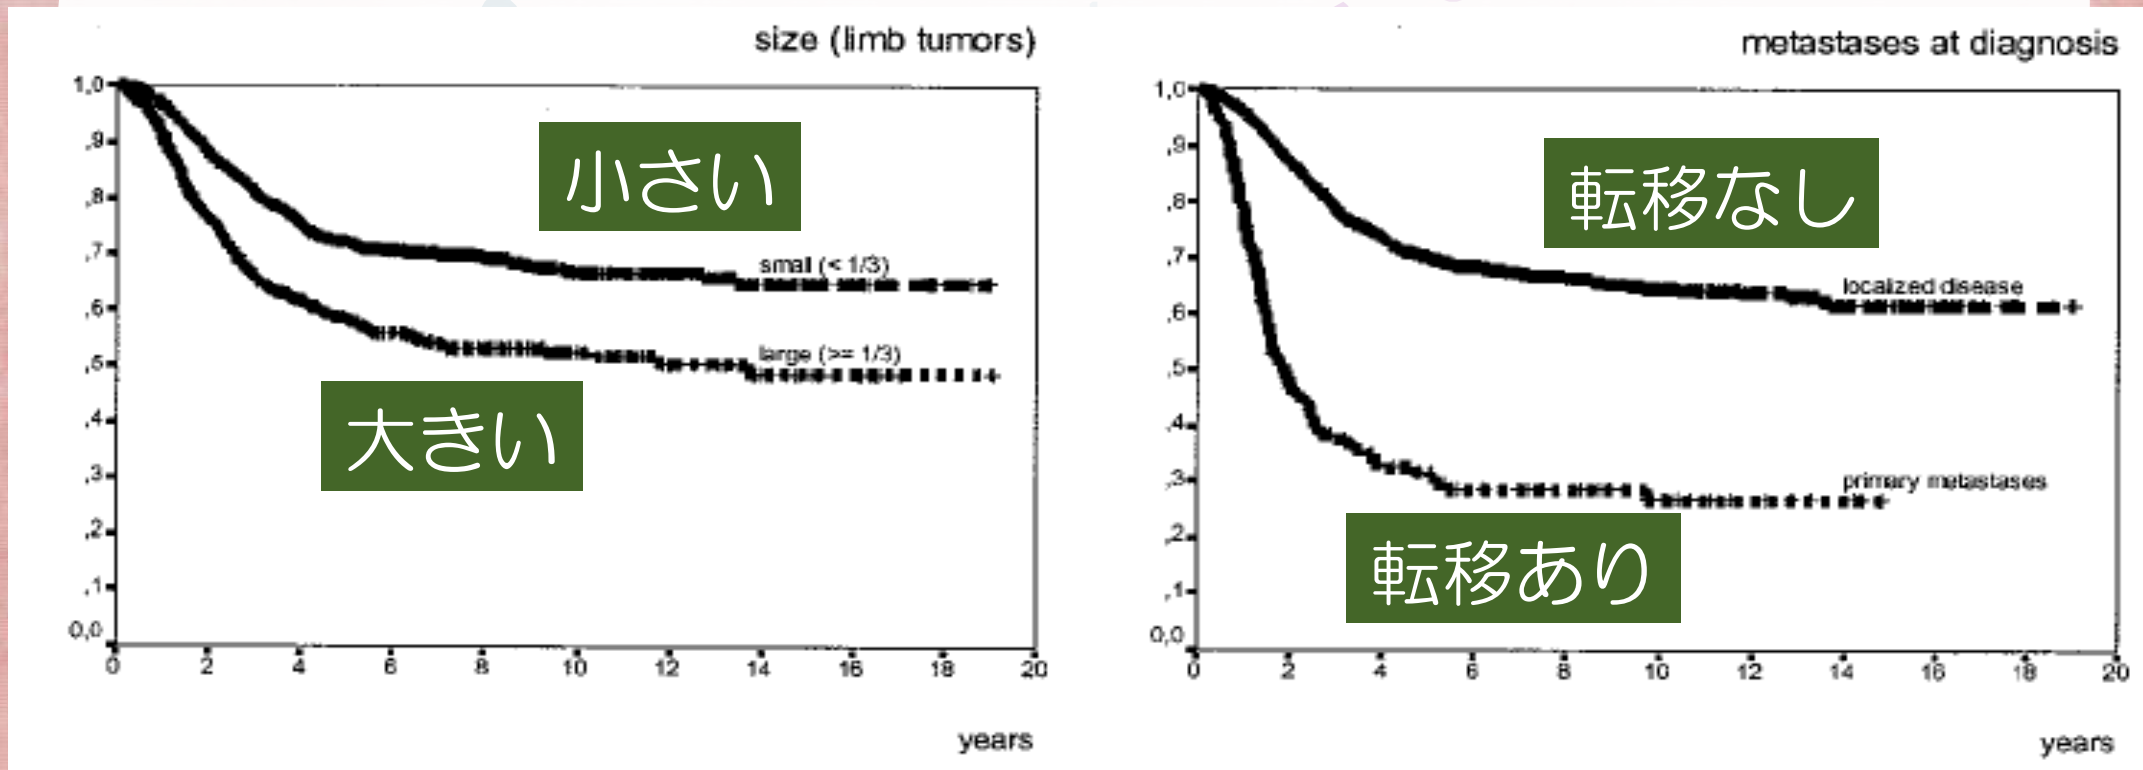 size (limb tumors)
1,0
,9
,8
,7
,6
,5
,4
,3
,2
,1
0,0
小さい
small (< 1/3)
large (>= 1/3)
大きい
0 2 4 6 8 10 12 14 16 18 20
years
metastases at diagnosis
1,0
,9
,8
,7
,6
,5
,4
,3
,2
,1
0,0
転移なし
localized disease
primary metastases
転移あり
0 2 4 6 8 10 12 14 16 18 20
years